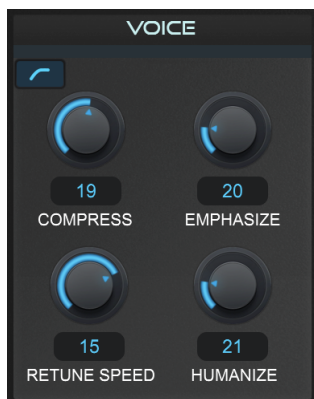 VOICE
19 20
COMPRESS EMPHASIZE
15 21
RETUNE SPEED HUMANIZE